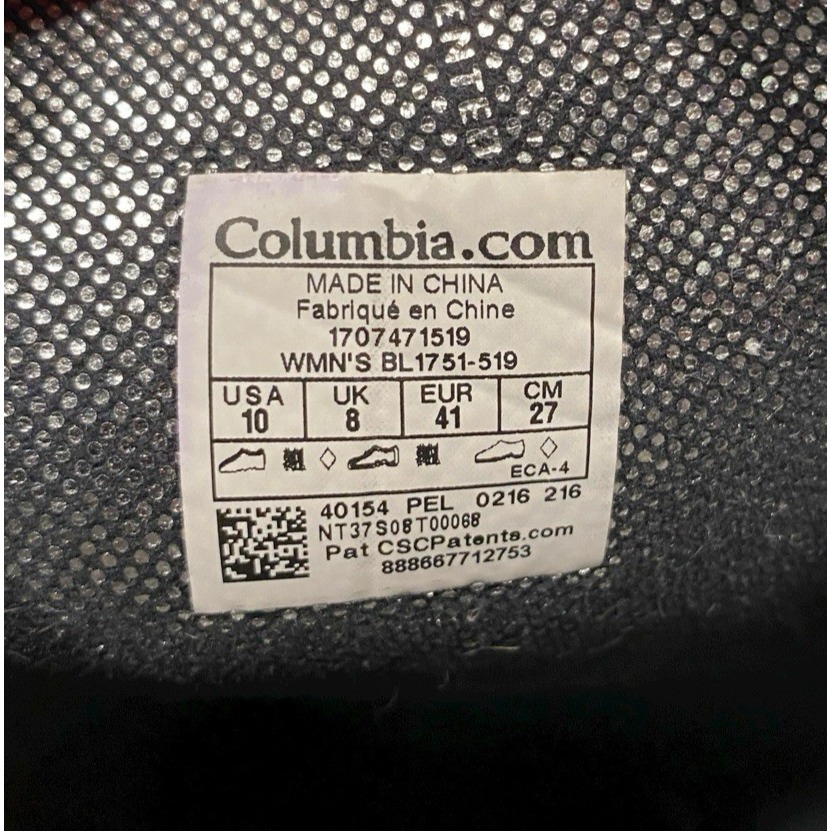 ENTED
Columbia.com
MADE IN CHINA
Fabriqué en Chine
1707471519
WMN'S BL1751-519
USA UK EUR CM
10 8 41 27
ECA-4
40154 PEL 0216 216
NT37S08T00068
Pat CSCPatents.com
888667712753